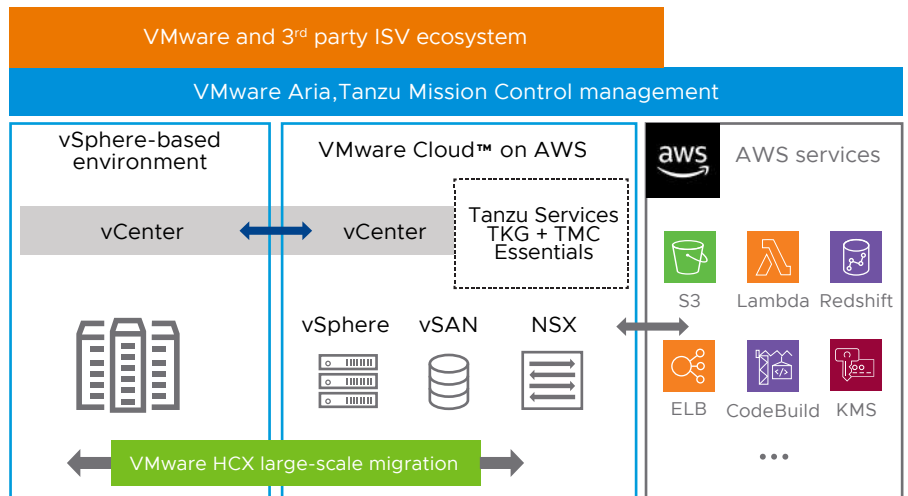 VMware and 3rd party ISV ecosystem
VMware Aria,Tanzu Mission Control management
vSphere-based
environment
VMware Cloud™ on AWS
aws
AWS services
vCenter
vCenter
Tanzu Services
TKG + TMC
Essentials
S3
Lambda
Redshift
vSphere
vSAN
NSX
ELB
CodeBuild
KMS
VMware HCX large-scale migration
...